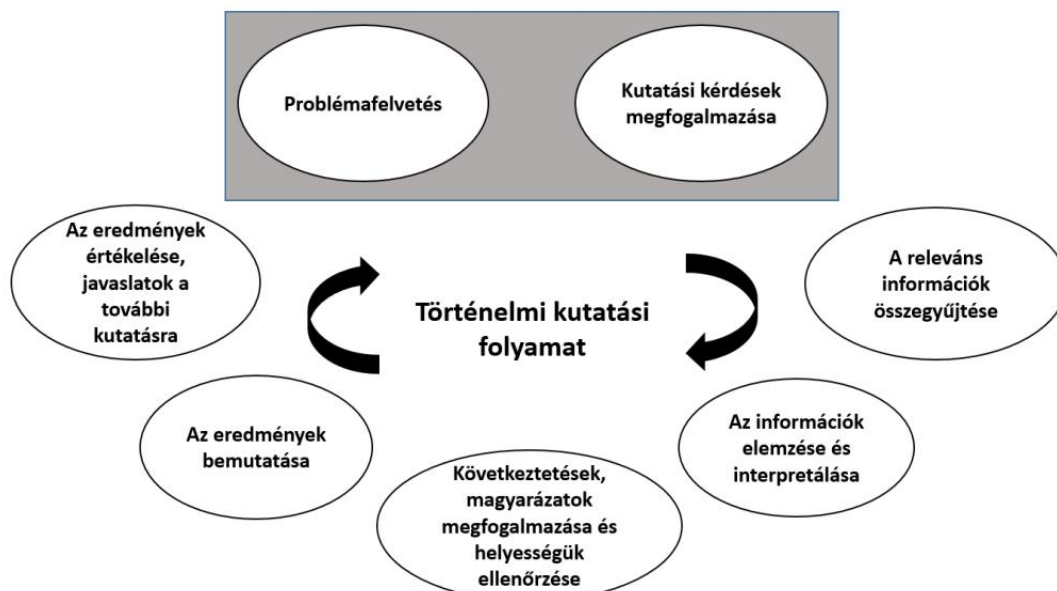 Problémafelvetés
Kutatási kérdések
megfogalmazása
A releváns
információk
összegyűjtése
Az információk
elemzése és
interpretálása
Következtetések,
magyarázatok
megfogalmazása és
helyességük
ellenőrzése
Az eredmények
bemutatása
Az eredmények
értékelése,
javaslatok a
további
kutatásra
Történelmi kutatási
folyamat